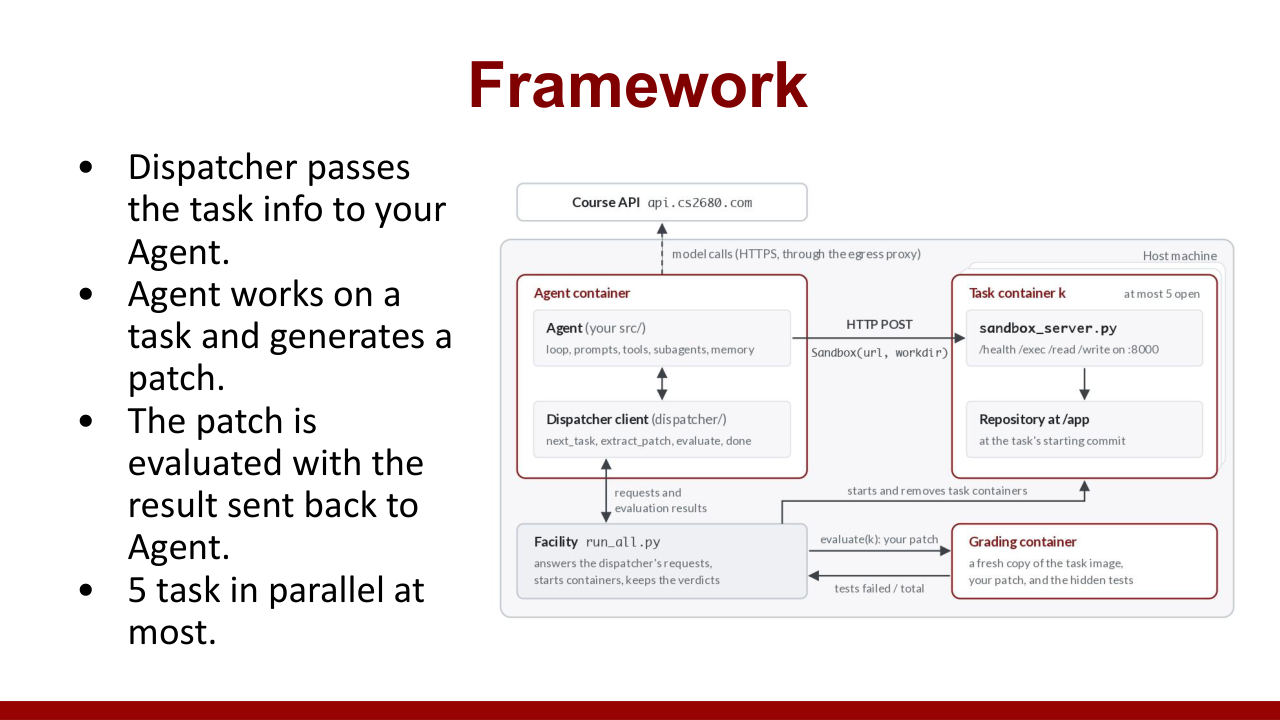 Framework
• Dispatcher passes
the task info to your
Agent.
• Agent works on a
task and generates a
patch.
• The patch is
evaluated with the
result sent back to
Agent.
• 5 task in parallel at
most.
Course API api.cs2680.com
model calls (HTTPS, through the egress proxy)
Host machine
Agent container
Agent (your src/)
loop, prompts, tools, subagents, memory
Dispatcher client (dispatcher/)
next_task, extract_patch, evaluate, done
HTTP POST
Sandbox(url, workdir)
Task container k
at most 5 open
sandbox_server.py
/health /exec /read /write on :8000
Repository at /app
at the task's starting commit
requests and
evaluation results
starts and removes task containers
Facility run_all.py
answers the dispatcher's requests,
starts containers, keeps the verdicts
evaluate(k): your patch
tests failed / total
Grading container
a fresh copy of the task image,
your patch, and the hidden tests